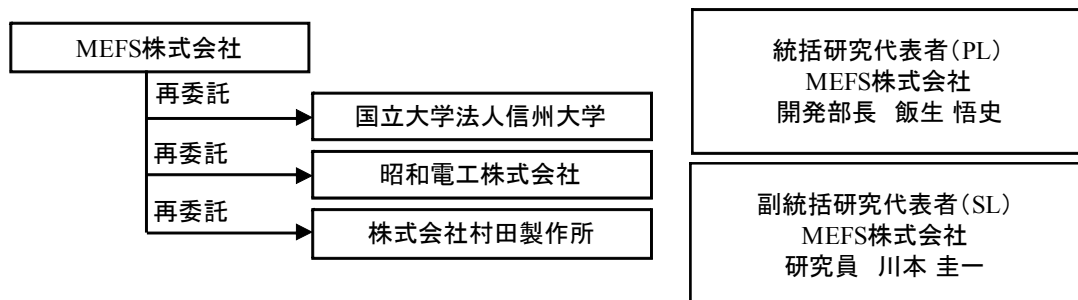 MEFS株式会社
再委託
国立大学法人信州大学
再委託
昭和電工株式会社
再委託
株式会社村田製作所
統括研究代表者(PL)
MEFS株式会社
開発部長 飯生 悟史
副統括研究代表者(SL)
MEFS株式会社
研究員 川本 圭一